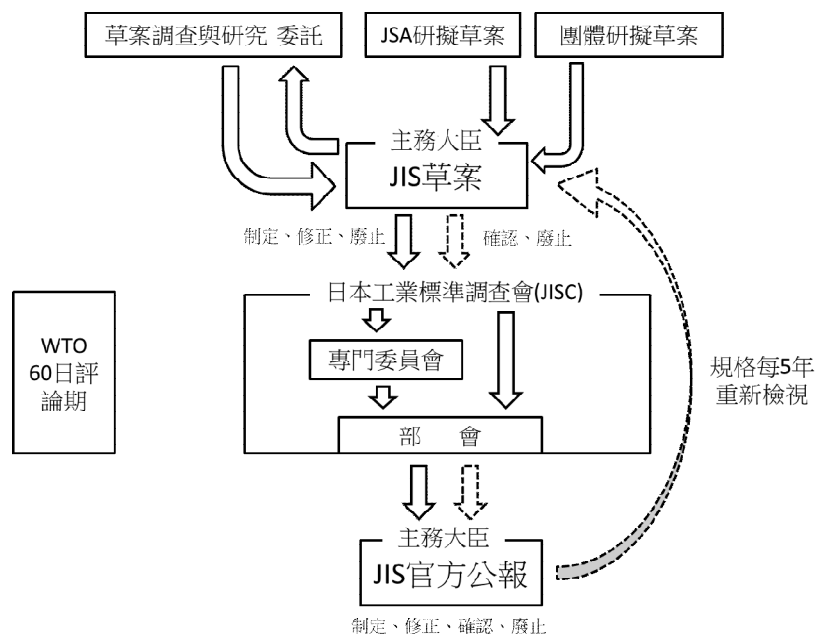 草案調查與研究 委託
JSA研擬草案
團體研擬草案
主務大臣
JIS草案
制定、修正、廢止
確認、廢止
日本工業標準調查會(JISC)
專門委員會
部 會
WTO
60日評
論期
規格每5年
重新檢視
主務大臣
JIS官方公報
制定、修正、確認、廢止